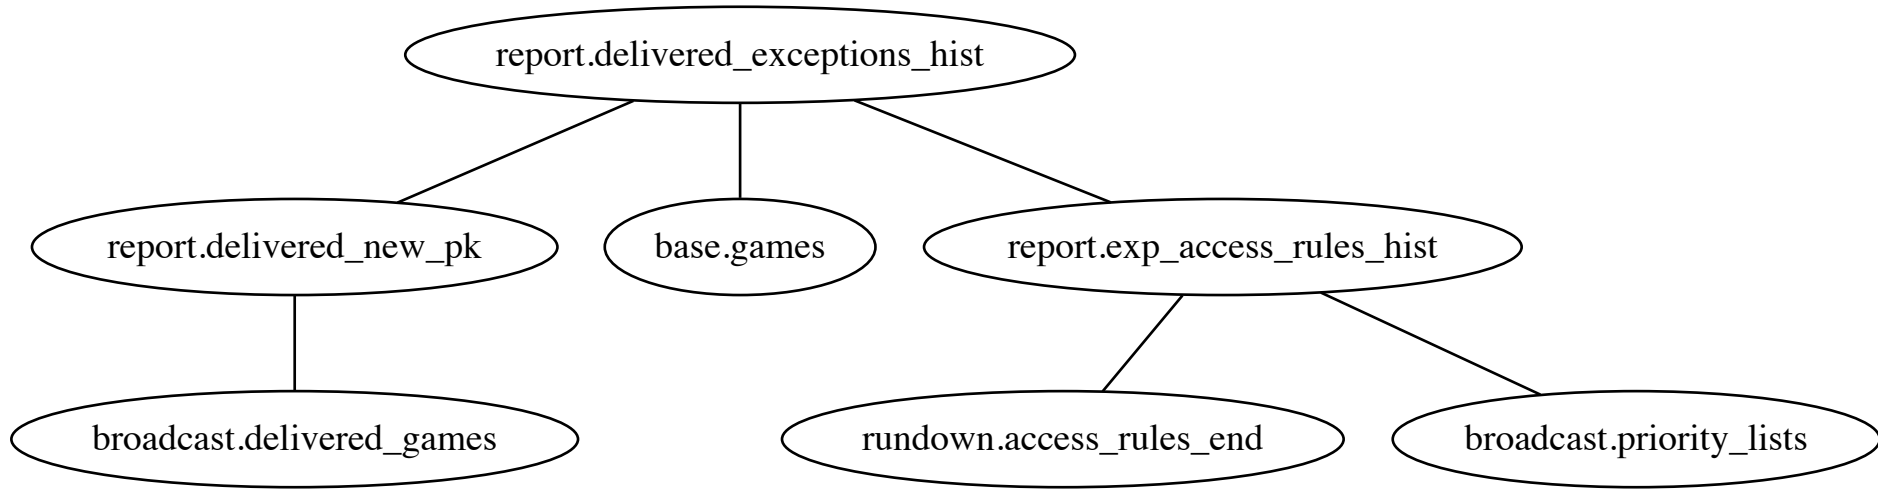 report.delivered_exceptions_hist
report.delivered_new_pk
base.games
report.exp_access_rules_hist
broadcast.delivered_games
rundown.access_rules_end
broadcast.priority_lists